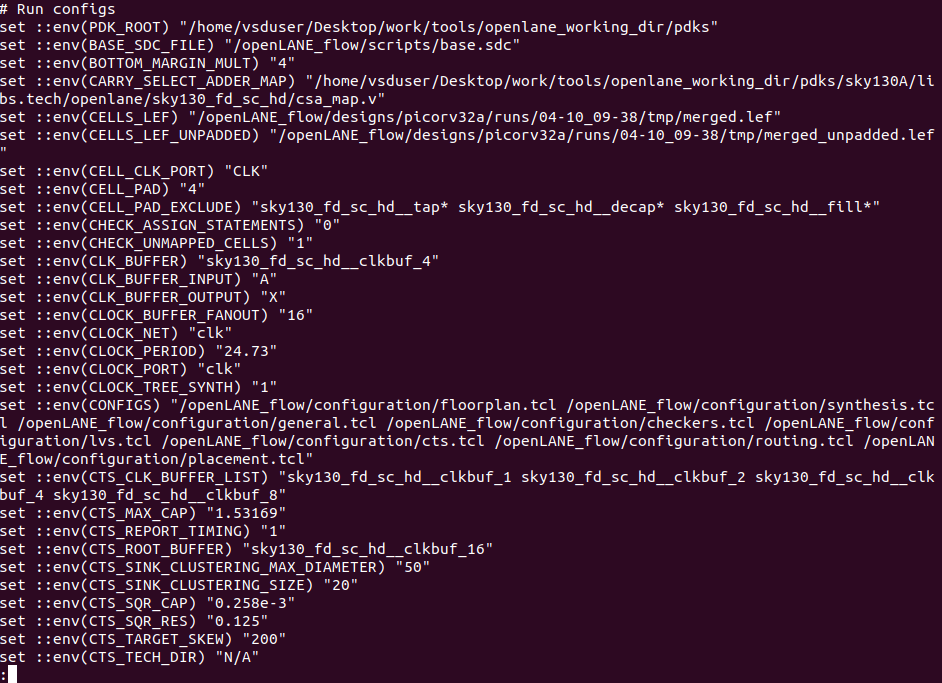 # Run configs
set ::env(PDK_ROOT) "/home/vsduser/Desktop/work/tools/openlane_working_dir/pdks"
set ::env(BASE_SDC_FILE) "/openLANE_flow/scripts/base.sdc"
set ::env(BOTTOM_MARGIN_MULT) "4"
set ::env(CARRY_SELECT_ADDER_MAP) "/home/vsduser/Desktop/work/tools/openlane_working_dir/pdks/sky130A/li
bs.tech/openlane/sky130_fd_sc_hd/csa_map.v"
set ::env(CELLS_LEF) "/openLANE_flow/designs/picorv32a/runs/04-10_09-38/tmp/merged.lef"
set ::env(CELLS_LEF_UNPADDED) "/openLANE_flow/designs/picorv32a/runs/04-10_09-38/tmp/merged_unpadded.lef
"
set ::env(CELL_CLK_PORT) "CLK"
set ::env(CELL_PAD) "4"
set ::env(CELL_PAD_EXCLUDE) "sky130_fd_sc_hd__tap* sky130_fd_sc_hd__decap* sky130_fd_sc_hd__fill*"
set ::env(CHECK_ASSIGN_STATEMENTS) "0"
set ::env(CHECK_UNMAPPED_CELLS) "1"
set ::env(CLK_BUFFER) "sky130_fd_sc_hd__clkbuf_4"
set ::env(CLK_BUFFER_INPUT) "A"
set ::env(CLK_BUFFER_OUTPUT) "X"
set ::env(CLOCK_BUFFER_FANOUT) "16"
set ::env(CLOCK_NET) "clk"
set ::env(CLOCK_PERIOD) "24.73"
set ::env(CLOCK_PORT) "clk"
set ::env(CLOCK_TREE_SYNTH) "1"
set ::env(CONFIGS) "/openLANE_flow/configuration/floorplan.tcl /openLANE_flow/configuration/synthesis.tc
l /openLANE_flow/configuration/general.tcl /openLANE_flow/configuration/checkers.tcl /openLANE_flow/conf
iguration/lvs.tcl /openLANE_flow/configuration/cts.tcl /openLANE_flow/configuration/routing.tcl /openLAN
E_flow/configuration/placement.tcl"
set ::env(CTS_CLK_BUFFER_LIST) "sky130_fd_sc_hd__clkbuf_1 sky130_fd_sc_hd__clkbuf_2 sky130_fd_sc_hd__clk
buf_4 sky130_fd_sc_hd__clkbuf_8"
set ::env(CTS_MAX_CAP) "1.53169"
set ::env(CTS_REPORT_TIMING) "1"
set ::env(CTS_ROOT_BUFFER) "sky130_fd_sc_hd__clkbuf_16"
set ::env(CTS_SINK_CLUSTERING_MAX_DIAMETER) "50"
set ::env(CTS_SINK_CLUSTERING_SIZE) "20"
set ::env(CTS_SQR_CAP) "0.258e-3"
set ::env(CTS_SQR_RES) "0.125"
set ::env(CTS_TARGET_SKEW) "200"
set ::env(CTS_TECH_DIR) "N/A"
: